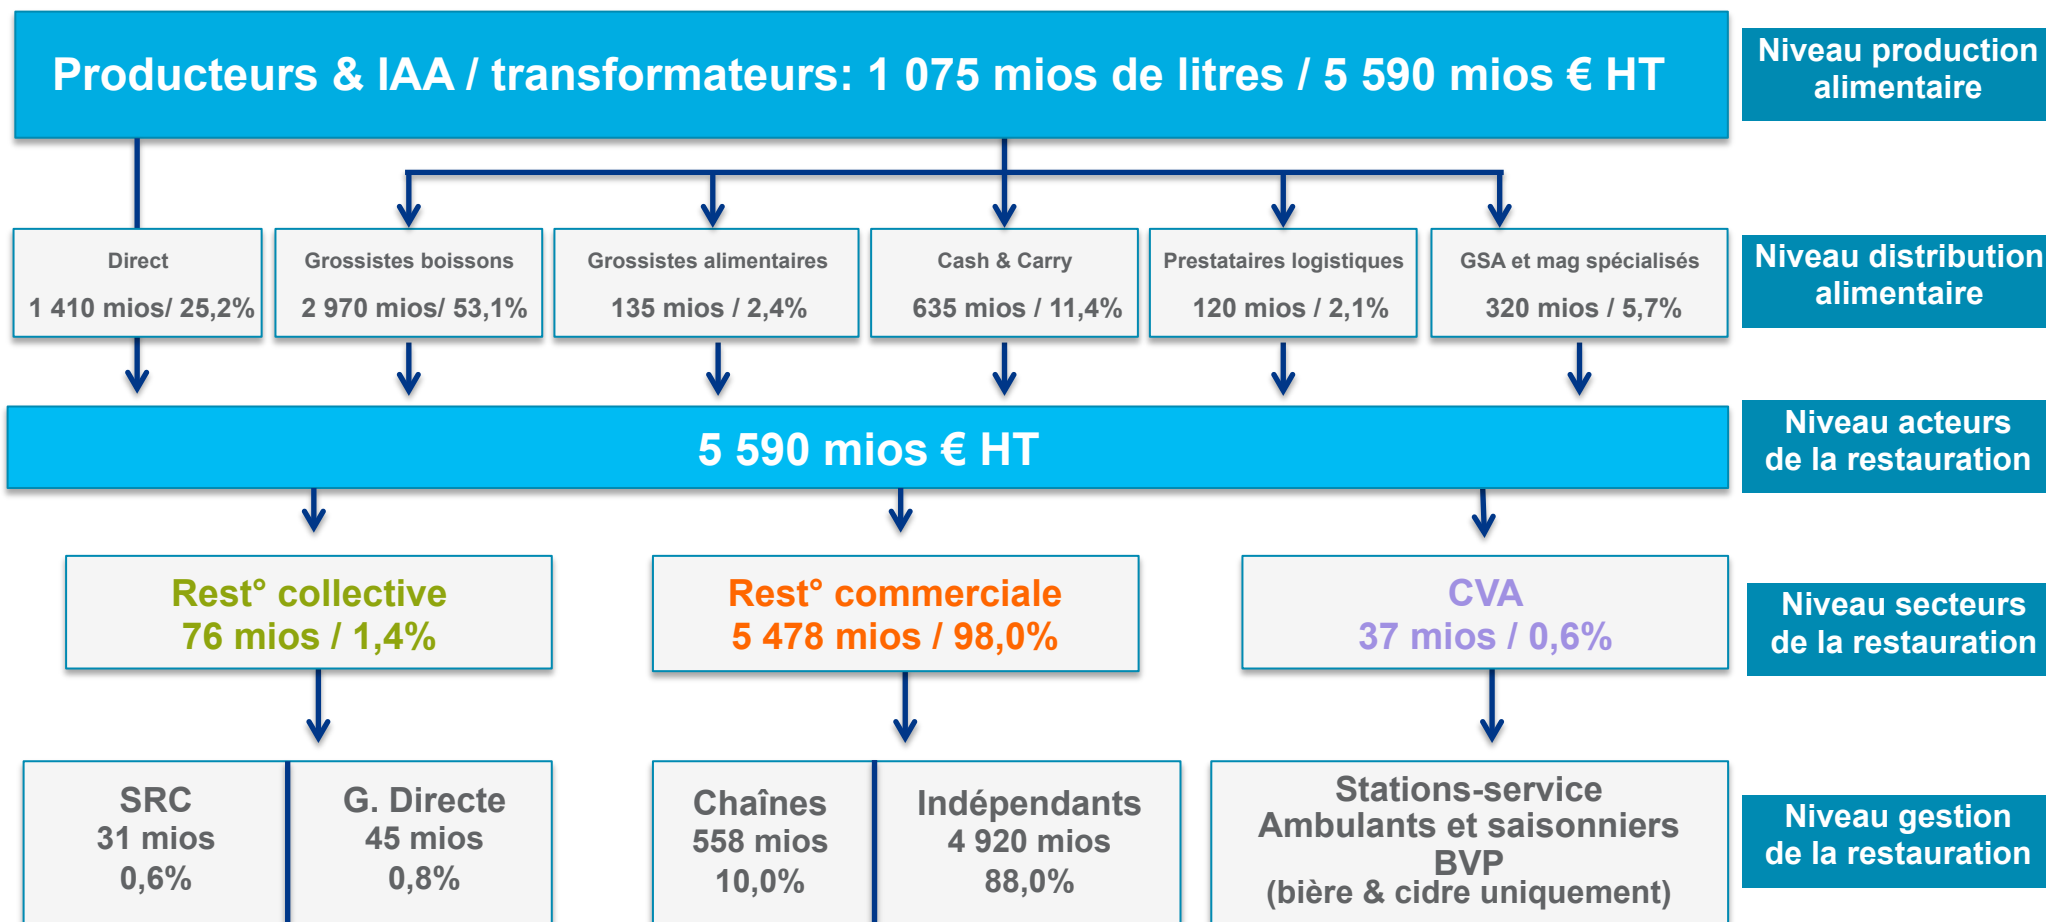 Producteurs & IAA / transformateurs: 1 075 mios de litres / 5 590 mios € HT
Niveau production
alimentaire
Direct
1 410 mios/ 25,2%
Grossistes boissons
2 970 mios/ 53,1%
Grossistes alimentaires
135 mios / 2,4%
Cash & Carry
635 mios / 11,4%
Prestataires logistiques
120 mios / 2,1%
GSA et mag spécialisés
320 mios / 5,7%
Niveau distribution
alimentaire
5 590 mios € HT
Niveau acteurs
de la restauration
Rest° collective
76 mios / 1,4%
Rest° commerciale
5 478 mios / 98,0%
CVA
37 mios / 0,6%
Niveau secteurs
de la restauration
SRC
31 mios
0,6%
G. Directe
45 mios
0,8%
Chaînes
558 mios
10,0%
Indépendants
4 920 mios
88,0%
Stations-service
Ambulants et saisonniers
BVP
(bière & cidre uniquement)
Niveau gestion
de la restauration